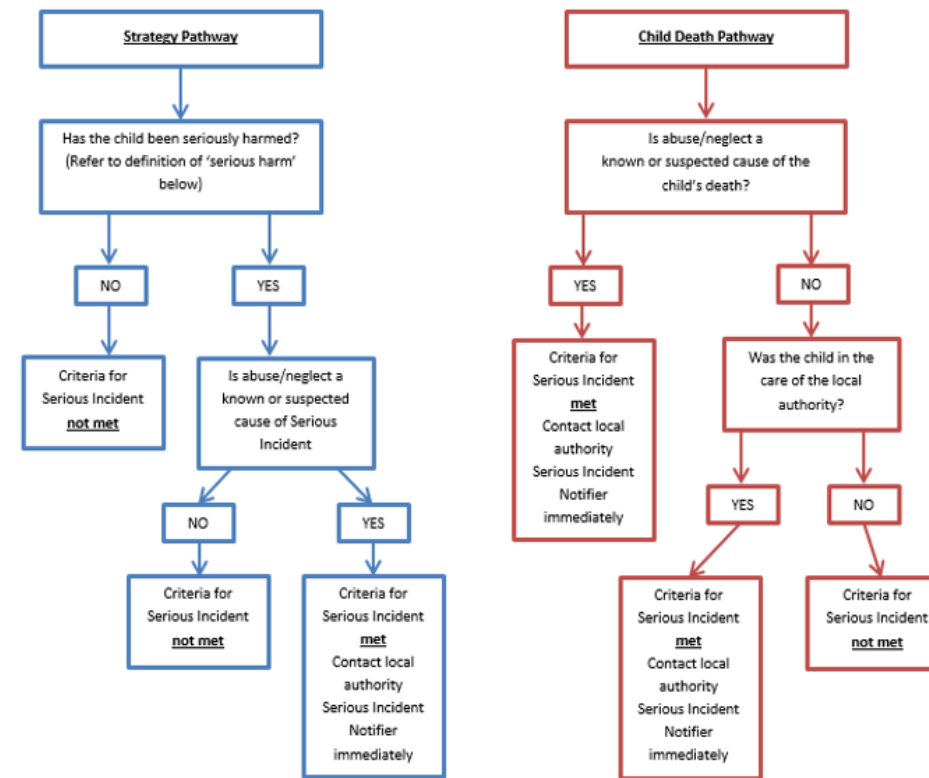 Strategy Pathway
Has the child been seriously harmed?
(Refer to definition of ‘serious harm’
below)
NO
YES
Criteria for
Serious Incident
not met
Is abuse/neglect a
known or suspected
cause of Serious
Incident
NO
YES
Criteria for
Serious Incident
not met
Criteria for
Serious Incident
met
Contact local
authority
Serious Incident
Notifier
immediately
Child Death Pathway
Is abuse/neglect a
known or suspected cause of the
child’s death?
YES
NO
Criteria for
Serious Incident
met
Contact local
authority
Serious Incident
Notifier
immediately
Was the child in the
care of the local
authority?
YES
NO
Criteria for
Serious Incident
met
Contact local
authority
Serious Incident
Notifier
immediately
Criteria for
Serious Incident
not met